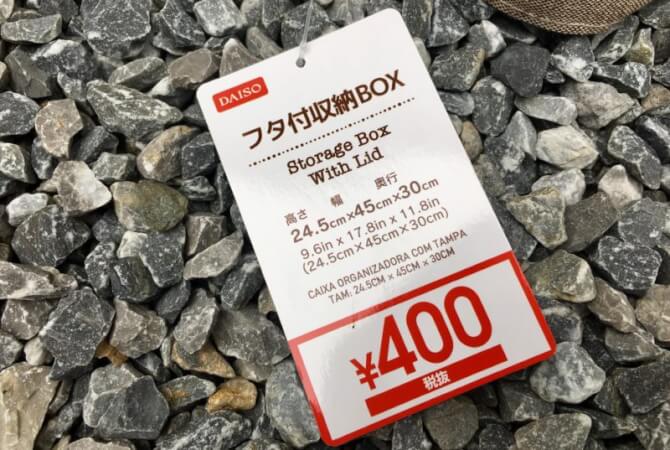 DAISO
フタ付収納BOX
Storage Box
With Lid
高さ 幅 奥行
24.5cm×45cm×30cm
9.6in x 17.8in x 11.8in
(24.5cm×45cm×30cm)
CAIXA ORGANIZADORA COM TAMPA
TAM: 24.5CM × 45CM × 30CM
¥400
税抜